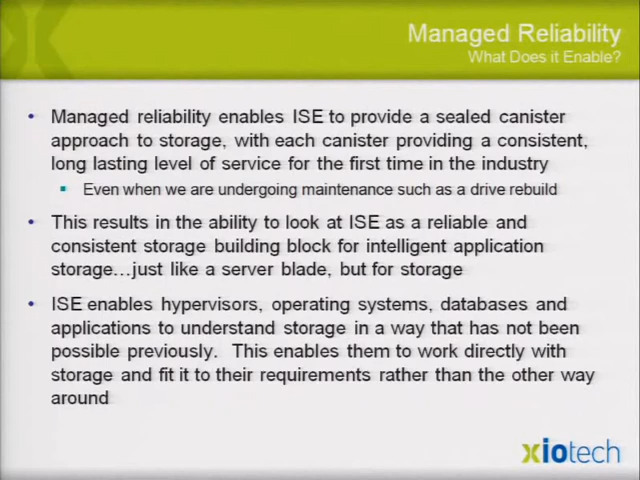 Managed Reliability
What Does it Enable?
• Managed reliability enables ISE to provide a sealed canister
approach to storage, with each canister providing a consistent,
long lasting level of service for the first time in the industry
▪ Even when we are undergoing maintenance such as a drive rebuild
• This results in the ability to look at ISE as a reliable and
consistent storage building block for intelligent application
storage…just like a server blade, but for storage
• ISE enables hypervisors, operating systems, databases and
applications to understand storage in a way that has not been
possible previously. This enables them to work directly with
storage and fit it to their requirements rather than the other way
around
xiotech